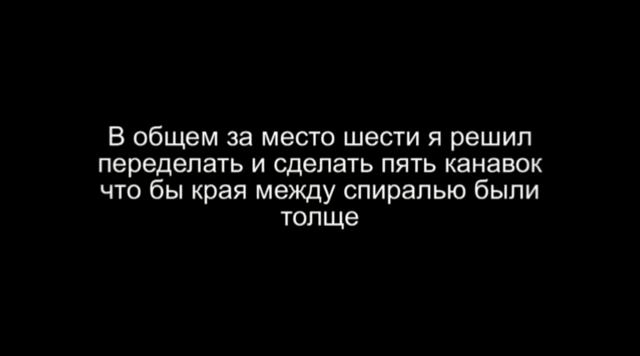 В общем за место шести я решил
переделать и сделать пять канавок
что бы края между спиралью были
толще